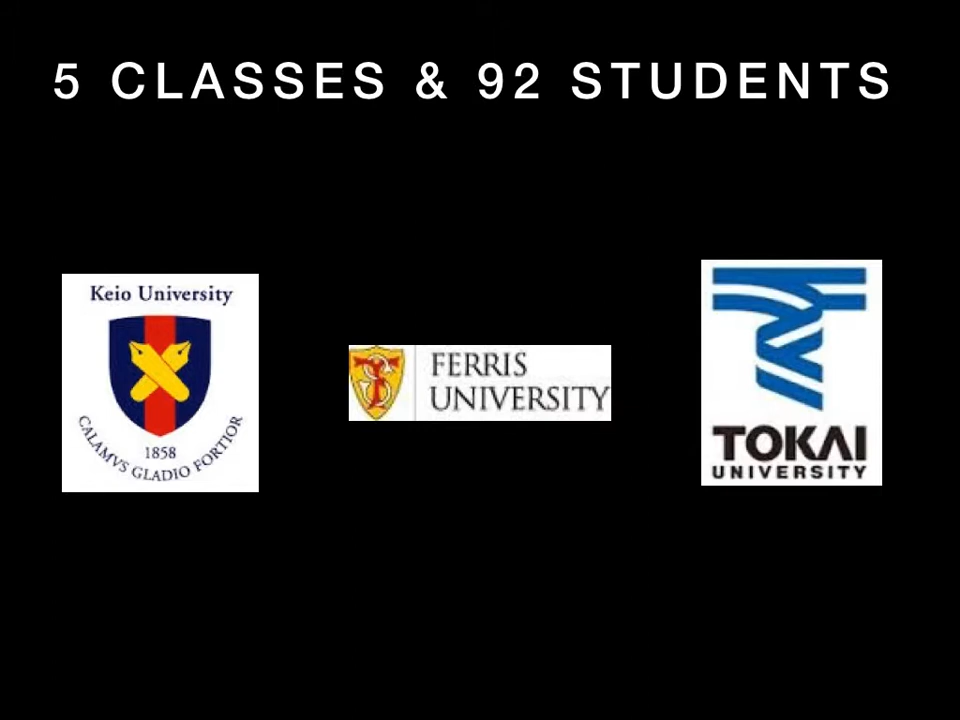 5 CLASSES & 92 STUDENTS
Keio University
1858
CALAMVS GLADIO FORTIOR
FERRIS
UNIVERSITY
TOKAI
UNIVERSITY